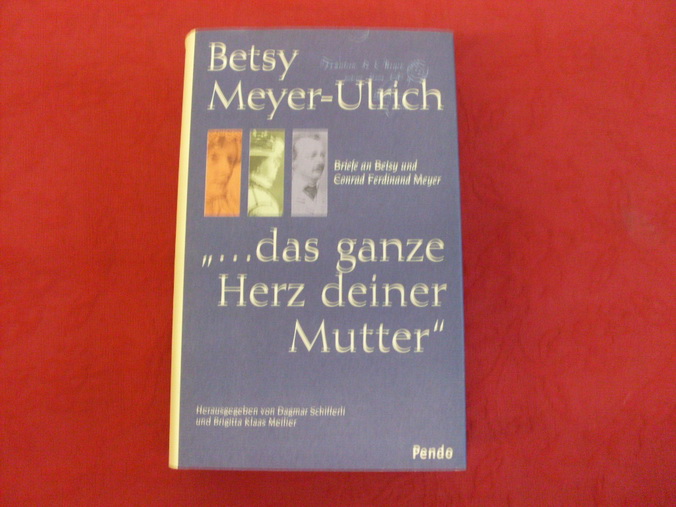 Betsy
Meyer-Ulrich
Briefe an Betsy und
Conrad Ferdinand Meyer
„...das ganze
Herz deiner
Mutter“
Herausgegeben von Dagmar Schifferli
und Brigitta Klaas Meilier
Pendo